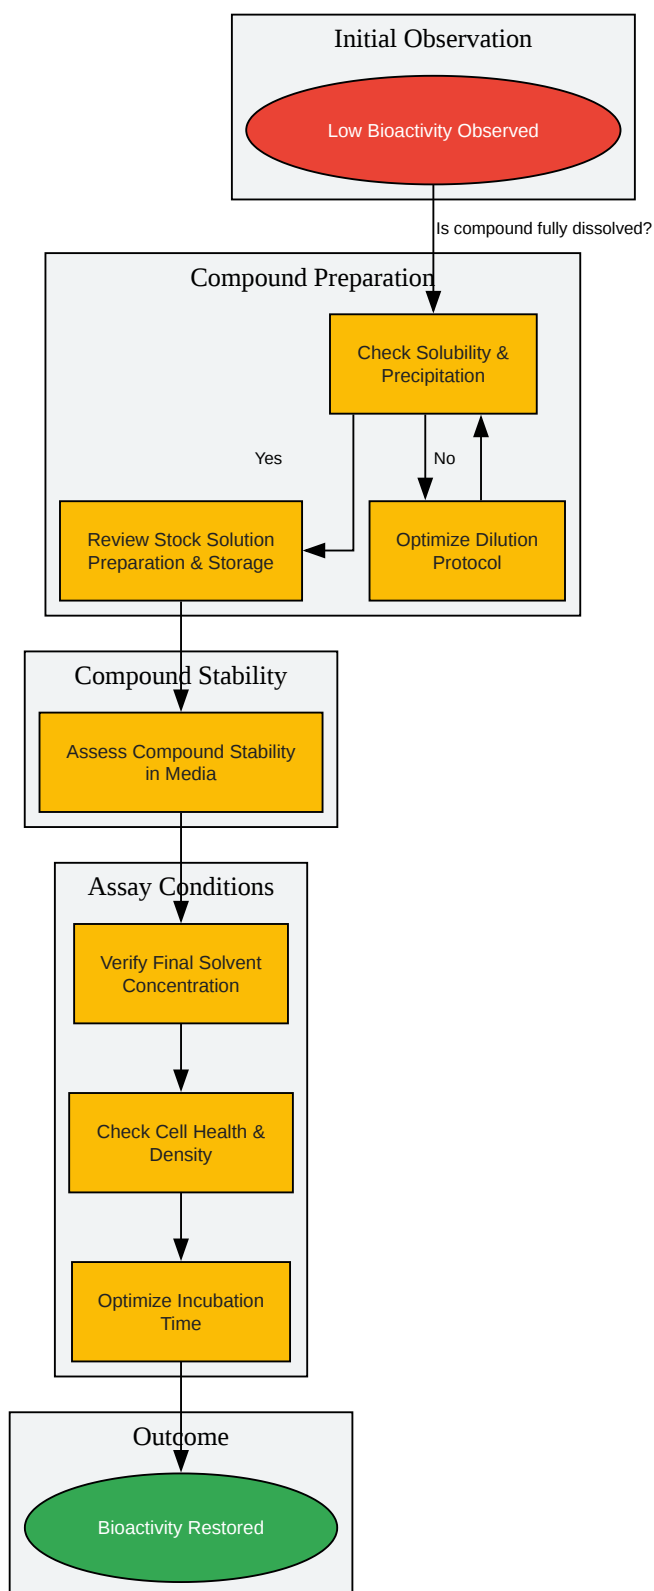 Initial Observation
Low Bioactivity Observed
Is compound fully dissolved?
Compound Preparation
Check Solubility &
Precipitation
Yes
No
Review Stock Solution
Preparation & Storage
Optimize Dilution
Protocol
Compound Stability
Assess Compound Stability
in Media
Assay Conditions
Verify Final Solvent
Concentration
Check Cell Health &
Density
Optimize Incubation
Time
Outcome
Bioactivity Restored